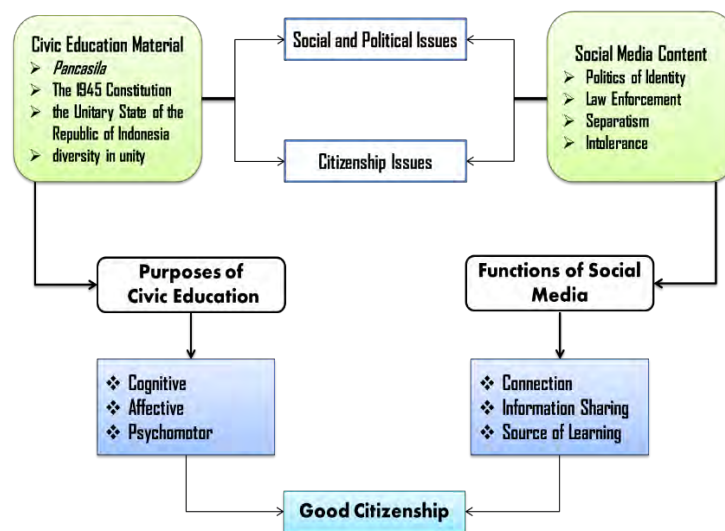 Civic Education Material
➢ Pancasila
➢ The 1945 Constitution
➢ the Unitary State of the
Republic of Indonesia
➢ diversity in unity
Social and Political Issues
Citizenship Issues
Social Media Content
➢ Politics of Identity
➢ Law Enforcement
➢ Separatism
➢ Intolerance
Purposes of
Civic Education
Functions of Social
Media
❖ Cognitive
❖ Affective
❖ Psychomotor
❖ Connection
❖ Information Sharing
❖ Source of Learning
Good Citizenship